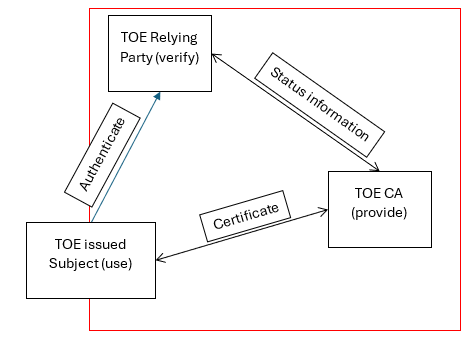 TOE Relying
Party (verify)
Status information
Authenticate
TOE CA
(provide)
Certificate
TOE issued
Subject (use)